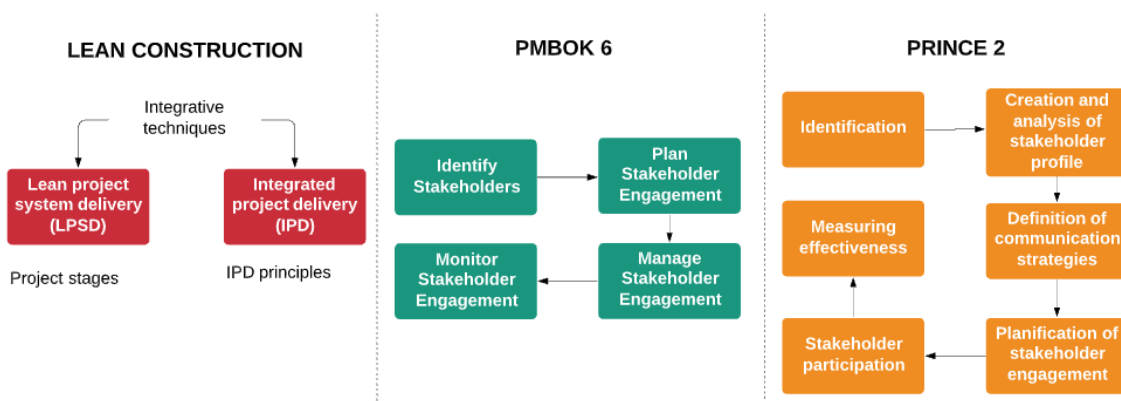 LEAN CONSTRUCTION
Integrative
techniques
Lean project
system delivery
(LPSD)
Integrated
project delivery
(IPD)
Project stages
IPD principles
PMBOK 6
Identify
Stakeholders
Plan
Stakeholder
Engagement
Monitor
Stakeholder
Engagement
Manage
Stakeholder
Engagement
PRINCE 2
Identification
Creation and
analysis of
stakeholder
profile
Measuring
effectiveness
Definition of
communication
strategies
Stakeholder
participation
Planification of
stakeholder
engagement